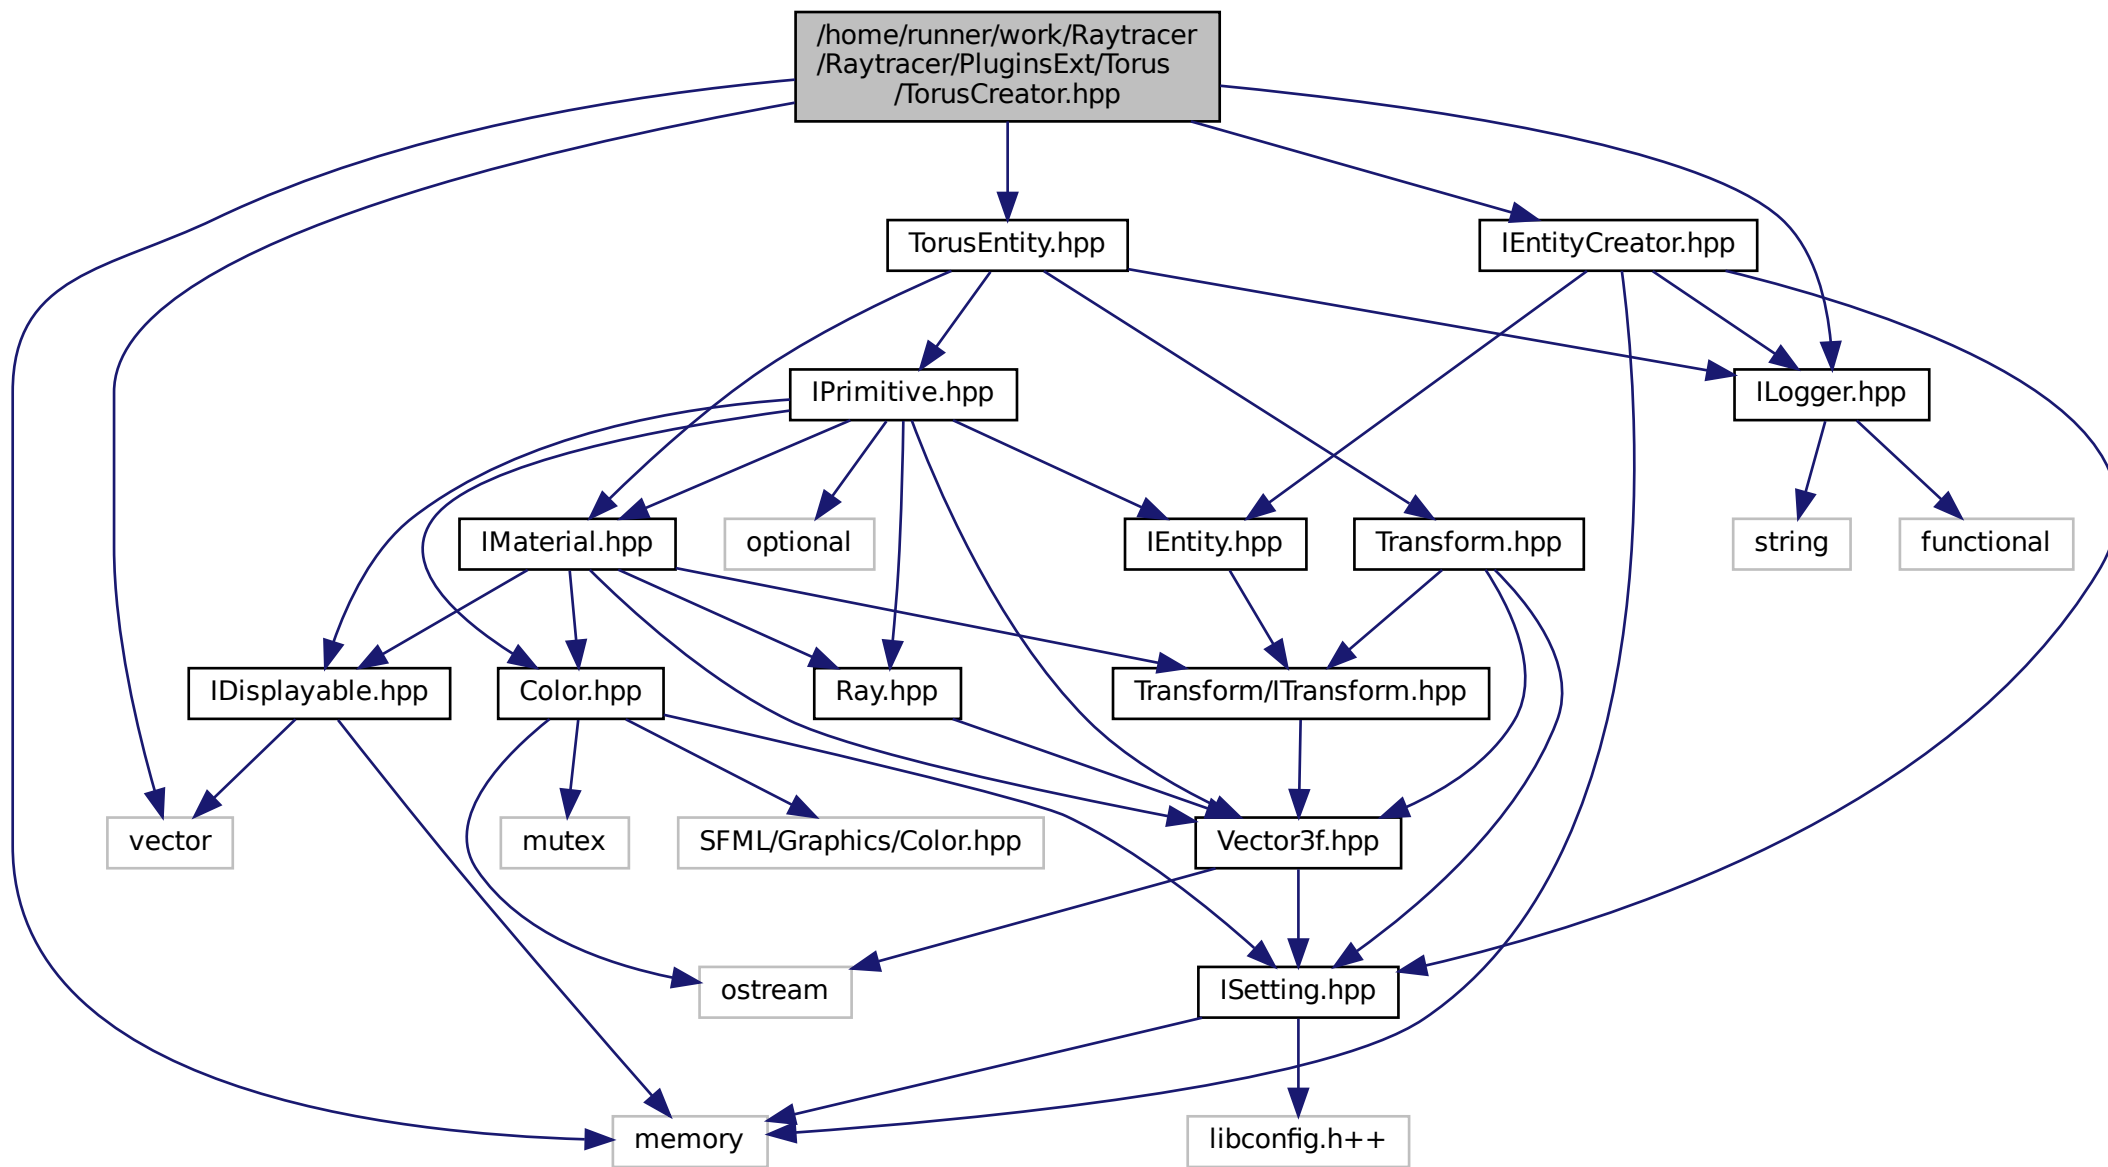 /home/runner/work/Raytracer
/Raytracer/PluginsExt/Torus
/TorusCreator.hpp
TorusEntity.hpp
IEntityCreator.hpp
IPrimitive.hpp
ILogger.hpp
IMaterial.hpp
optional
IEntity.hpp
Transform.hpp
string
functional
IDisplayable.hpp
Color.hpp
Ray.hpp
Transform/ITransform.hpp
vector
mutex
SFML/Graphics/Color.hpp
Vector3f.hpp
ostream
ISetting.hpp
memory
libconfig.h++